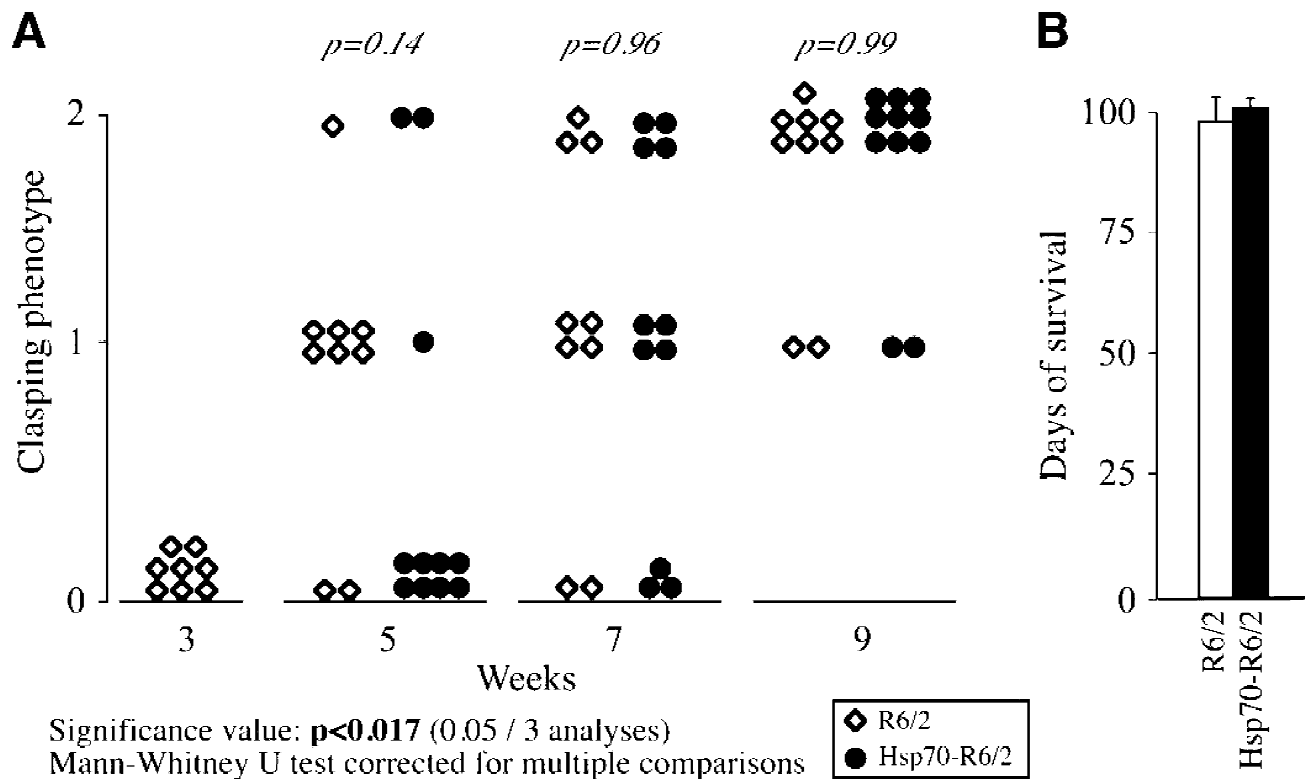 A
p=0.14
p=0.96
p=0.99
2
1
0
Clasping phenotype
3
5
7
9
Weeks
Significance value: p<0.017 (0.05 / 3 analyses)
Mann-Whitney U test corrected for multiple comparisons
R6/2
Hsp70-R6/2
B
100
75
50
25
0
Days of survival
R6/2
Hsp70-R6/2